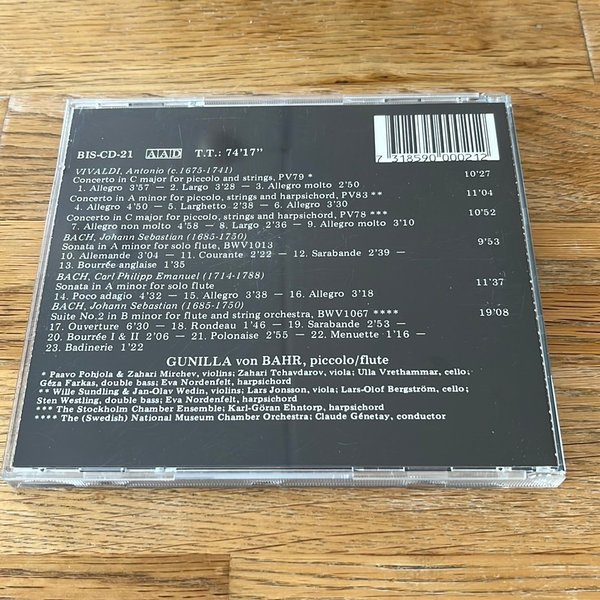 BIS-CD-21 AAD T.T.: 74'17''
7 318590 000212
VIVALDI, Antonio (c.1675-1741)
Concerto in C major for piccolo and strings, PV79 * 10'27
1. Allegro 3'57 — 2. Largo 3'28 — 3. Allegro molto 2'50
Concerto in A minor for piccolo, strings and harpsichord, PV83 ** 11'04
4. Allegro 4'50 — 5. Larghetto 2'38 — 6. Allegro 3'30
Concerto in C major for piccolo, strings and harpsichord, PV78 *** 10'52
7. Allegro non molto 4'58 — 8. Largo 2'36 — 9. Allegro molto 3'10
BACH, Johann Sebastian (1685-1750)
Sonata in A minor for solo flute, BWV1013 9'53
10. Allemande 3'04 — 11. Courante 2'22 — 12. Sarabande 2'39 —
13. Bourrée anglaise 1'35
BACH, Carl Philipp Emanuel (1714-1788)
Sonata in A minor for solo flute 11'37
14. Poco adagio 4'32 — 15. Allegro 3'38 — 16. Allegro 3'18
BACH, Johann Sebastian (1685-1750)
Suite No.2 in B minor for flute and string orchestra, BWV1067 **** 19'08
17. Ouverture 6'30 — 18. Rondeau 1'46 — 19. Sarabande 2'53 —
20. Bourrée I & II 2'06 — 21. Polonaise 2'55 — 22. Menuette 1'16 —
23. Badinerie 1'22
GUNILLA von BAHR, piccolo/flute
* Paavo Pohjola & Zahari Mirchev, violins; Zahari Tchavdarov, viola; Ulla Vrethammar, cello;
Géza Farkas, double bass; Eva Nordenfelt, harpsichord
** Wille Sundling & Jan-Olav Wedin, violins; Lars Jonsson, viola; Lars-Olof Bergström, cello;
Sten Westling, double bass; Eva Nordenfelt, harpsichord
*** The Stockholm Chamber Ensemble; Karl-Göran Ehntorp, harpsichord
**** The (Swedish) National Museum Chamber Orchestra; Claude Génetay, conductor